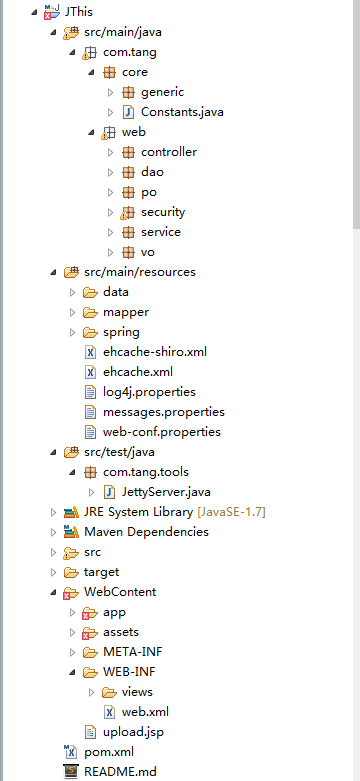 JThis
src/main/java
com.tang
core
generic
Constants.java
web
controller
dao
po
security
service
vo
src/main/resources
data
mapper
spring
ehcache-shiro.xml
ehcache.xml
log4j.properties
messages.properties
web-conf.properties
src/test/java
com.tang.tools
JettyServer.java
JRE System Library [JavaSE-1.7]
Maven Dependencies
src
target
WebContent
app
assets
META-INF
WEB-INF
views
web.xml
upload.jsp
pom.xml
README.md